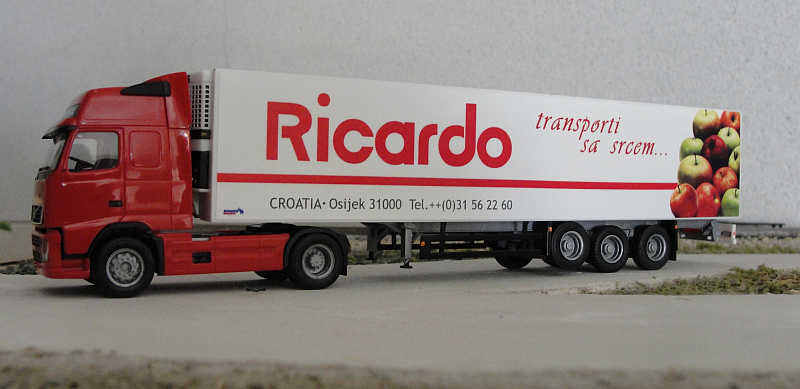 Ricardo
transporti
sa srcem...
CROATIA• Osijek 31000 Tel.++(0)31 56 22 60